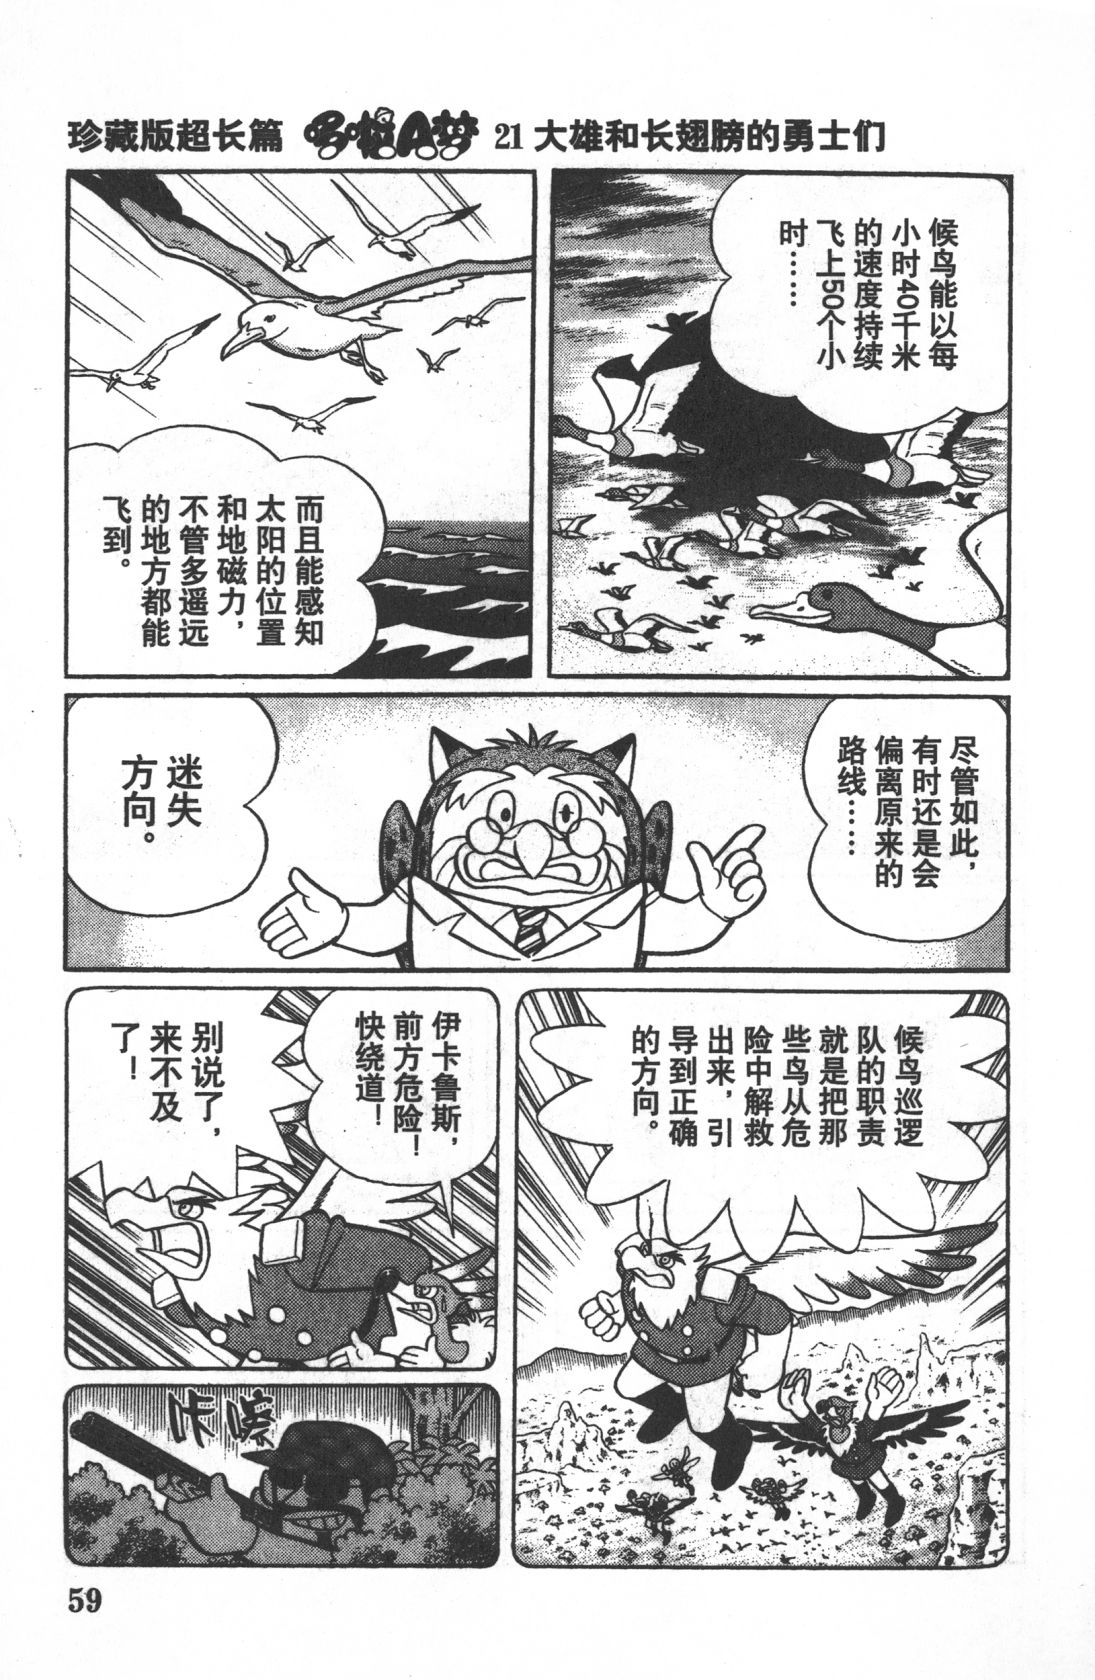 珍藏版超长篇 哆啦A梦 21 大雄和长翅膀的勇士们
候鸟能以每
小时40千米
的速度持续
飞上50个小
时……
而且能感知
太阳的位置
和地磁力，
不管多遥远
的地方都能
飞到。
尽管如此，
有时还是会
偏离原来的
路线……
迷失
方向。
候鸟巡逻
队的职责
就是把那
些鸟从危
险中解救
出来，引
导到正确
的方向。
伊卡鲁斯，
前方危险！
快绕道！
别说了，
来不及
了！
咔嚓
59